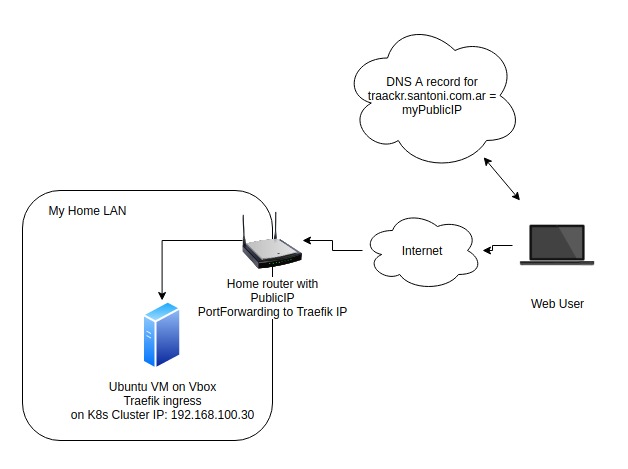 DNS A record for
traackr.santoni.com.ar =
myPublicIP
My Home LAN
Internet
Home router with
PublicIP
PortForwarding to Traefik IP
Web User
Ubuntu VM on Vbox
Traefik ingress
on K8s Cluster IP: 192.168.100.30